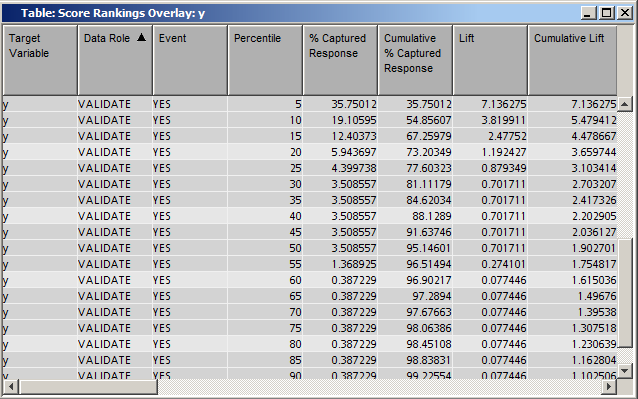 Table: Score Rankings Overlay: y
Target Variable Data Role Event Percentile % Captured Response Cumulative % Captured Response Lift Cumulative Lift
y VALIDATE YES 5 35.75012 35.75012 7.136275 7.136275
y VALIDATE YES 10 19.10595 54.85607 3.819911 5.479412
y VALIDATE YES 15 12.40373 67.25979 2.47752 4.478667
y VALIDATE YES 20 5.943697 73.20349 1.192427 3.659744
y VALIDATE YES 25 4.399738 77.60323 0.879349 3.103414
y VALIDATE YES 30 3.508557 81.11179 0.701711 2.703207
y VALIDATE YES 35 3.508557 84.62034 0.701711 2.417326
y VALIDATE YES 40 3.508557 88.1289 0.701711 2.202905
y VALIDATE YES 45 3.508557 91.63746 0.701711 2.036127
y VALIDATE YES 50 3.508557 95.14601 0.701711 1.902701
y VALIDATE YES 55 1.368925 96.51494 0.274101 1.754817
y VALIDATE YES 60 0.387229 96.90217 0.077446 1.615036
y VALIDATE YES 65 0.387229 97.2894 0.077446 1.49676
y VALIDATE YES 70 0.387229 97.67663 0.077446 1.39538
y VALIDATE YES 75 0.387229 98.06386 0.077446 1.307518
y VALIDATE YES 80 0.387229 98.45108 0.077446 1.230639
y VALIDATE YES 85 0.387229 98.83831 0.077446 1.162804
y VALIDATE YES 90 0.387229 99.22554 0.077446 1.102506